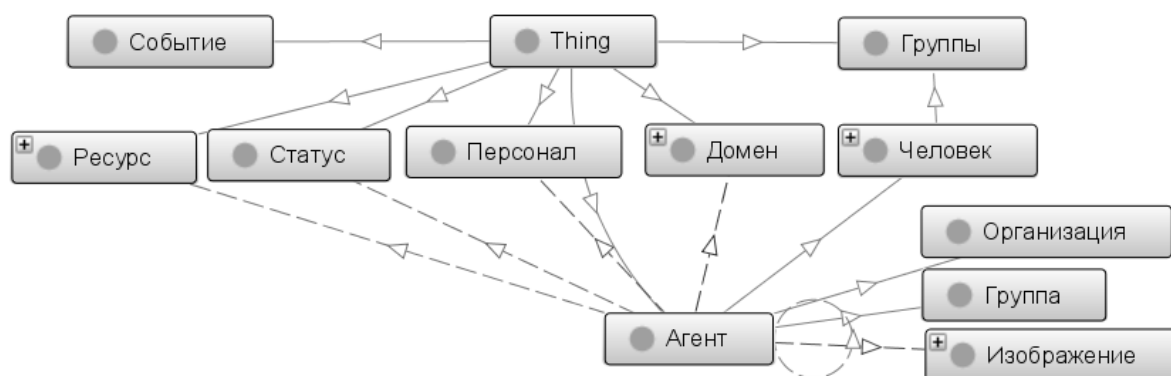 Событие
Thing
Группы
Ресурс
Статус
Персонал
Домен
Человек
Организация
Группа
Агент
Изображение